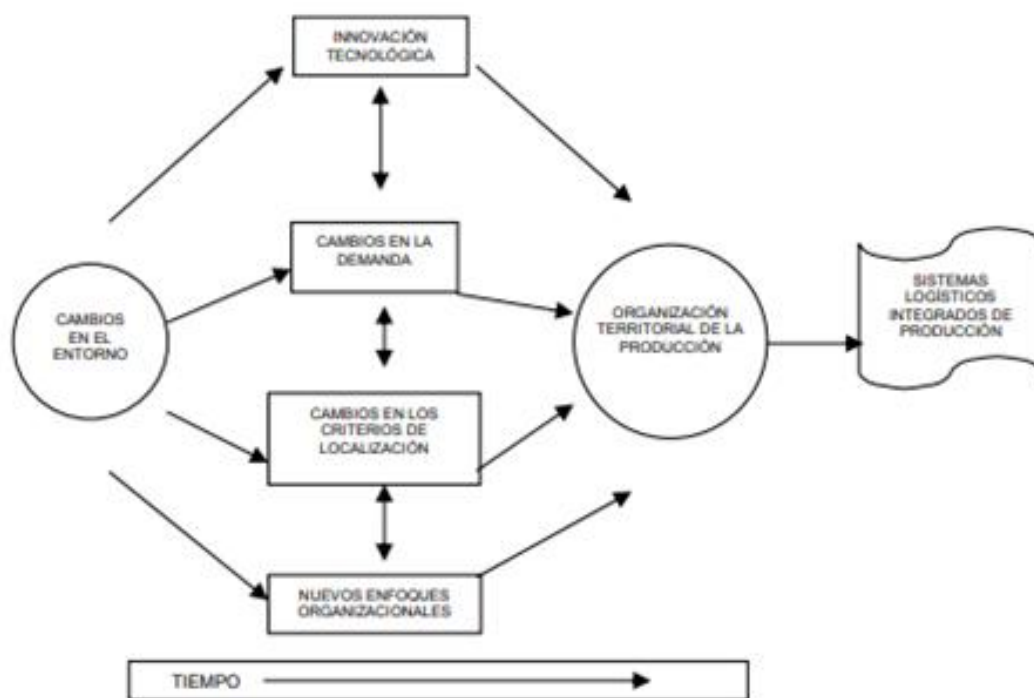 INNOVACIÓN
TECNOLÓGICA
CAMBIOS EN LA
DEMANDA
CAMBIOS
EN EL
ENTORNO
ORGANIZACIÓN
TERRITORIAL DE LA
PRODUCCIÓN
SISTEMAS
LOGÍSTICOS
INTEGRADOS DE
PRODUCCIÓN
CAMBIOS EN LOS
CRITERIOS DE
LOCALIZACIÓN
NUEVOS ENFOQUES
ORGANIZACIONALES
TIEMPO